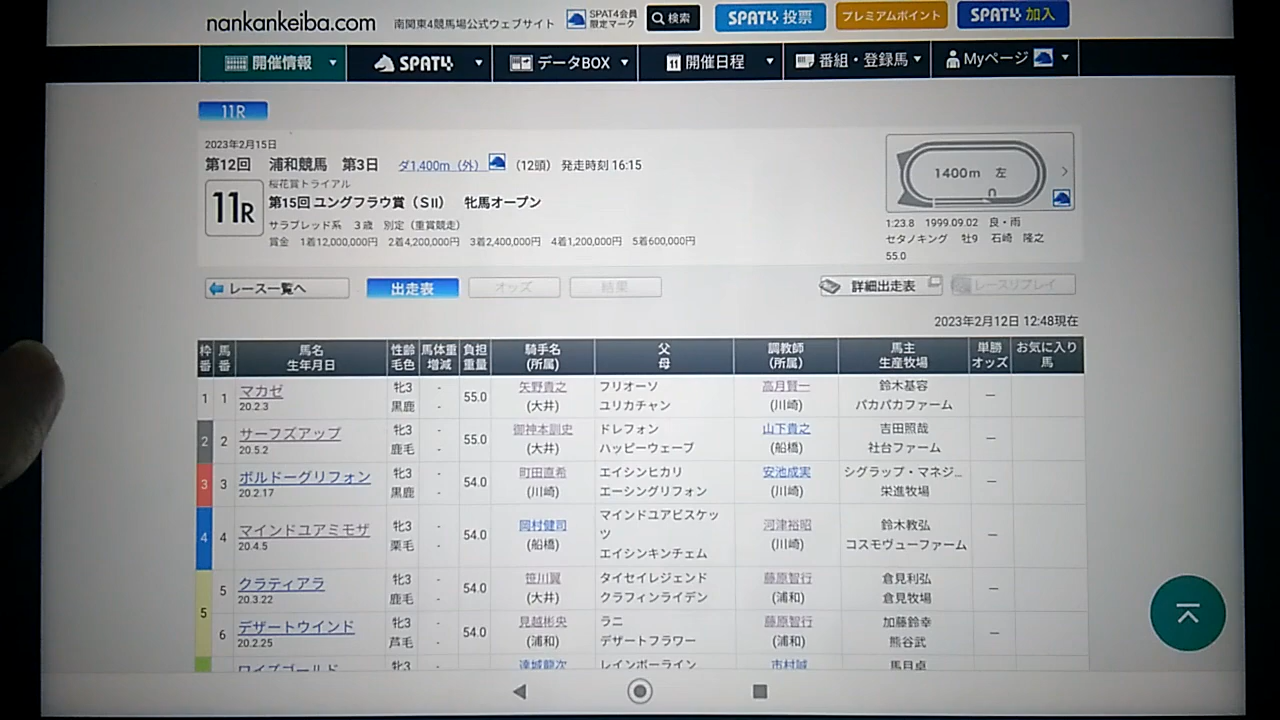 nankankeiba.com 南関東4競馬場公式ウェブサイト SPAT4会員限定マーク 検索 SPAT4 投票 プレミアムポイント SPAT4 加入
開催情報 SPAT4 データBOX 開催日程 番組・登録馬 Myページ
11R
2023年2月15日
第12回 浦和競馬 第3日 ダ1,400m（外） （12頭） 発走時刻 16:15
桜花賞トライアル
11R 第15回 ユングフラウ賞（ＳII） 牝馬オープン
サラブレッド系 ３歳 別定（重賞競走）
賞金 1着12,000,000円 2着4,200,000円 3着2,400,000円 4着1,200,000円 5着600,000円
1400m 左
1:23.8 1999.09.02 良・雨
セタノキング 牡9 石崎 隆之
55.0
レース一覧へ 出走表 オッズ 結果 詳細出走表 レースリプレイ
2023年2月12日 12:48現在
枠番 馬番 馬名 生年月日 性齢 毛色 馬体重 増減 負担重量 騎手名 (所属) 父 母 調教師 (所属) 馬主 生産牧場 単勝オッズ お気に入り馬
1 1 マカゼ 牝3 - 55.0 矢野貴之 フリオーソ 高月賢一 鈴木基容 ―
20.2.3 黒鹿 - (大井) ユリカチャン (川崎) パカパカファーム
2 2 サーフズアップ 牝3 - 55.0 御神本訓史 ドレフォン 山下貴之 吉田照哉 ―
20.5.2 鹿毛 - (大井) ハッピーウェーブ (船橋) 社台ファーム
3 3 ボルドーグリフォン 牝3 - 54.0 町田直希 エイシンヒカリ 安池成実 シグラップ・マネジ... ―
20.2.17 黒鹿 - (川崎) エーシングリフォン (川崎) 栄進牧場
4 4 マインドユアミモザ 牝3 - 54.0 岡村健司 マインドユアビスケッツ 河津裕昭 鈴木教弘 ―
20.4.5 栗毛 - (船橋) エイシンキンチェム (川崎) コスモヴューファーム
5 5 クラティアラ 牝3 - 54.0 笹川翼 タイセイレジェンド 藤原智行 倉見利弘 ―
20.3.22 鹿毛 - (大井) クラフィンライデン (浦和) 倉見牧場
6 デザートウインド 牝3 - 54.0 見越彬央 ラニ 藤原智行 加藤鈴幸 ―
20.2.25 芦毛 - (浦和) デザートフラワー (浦和) 熊谷武
ワイズゴールド 牝3 - 達城龍次 レインボーライン 市村誠